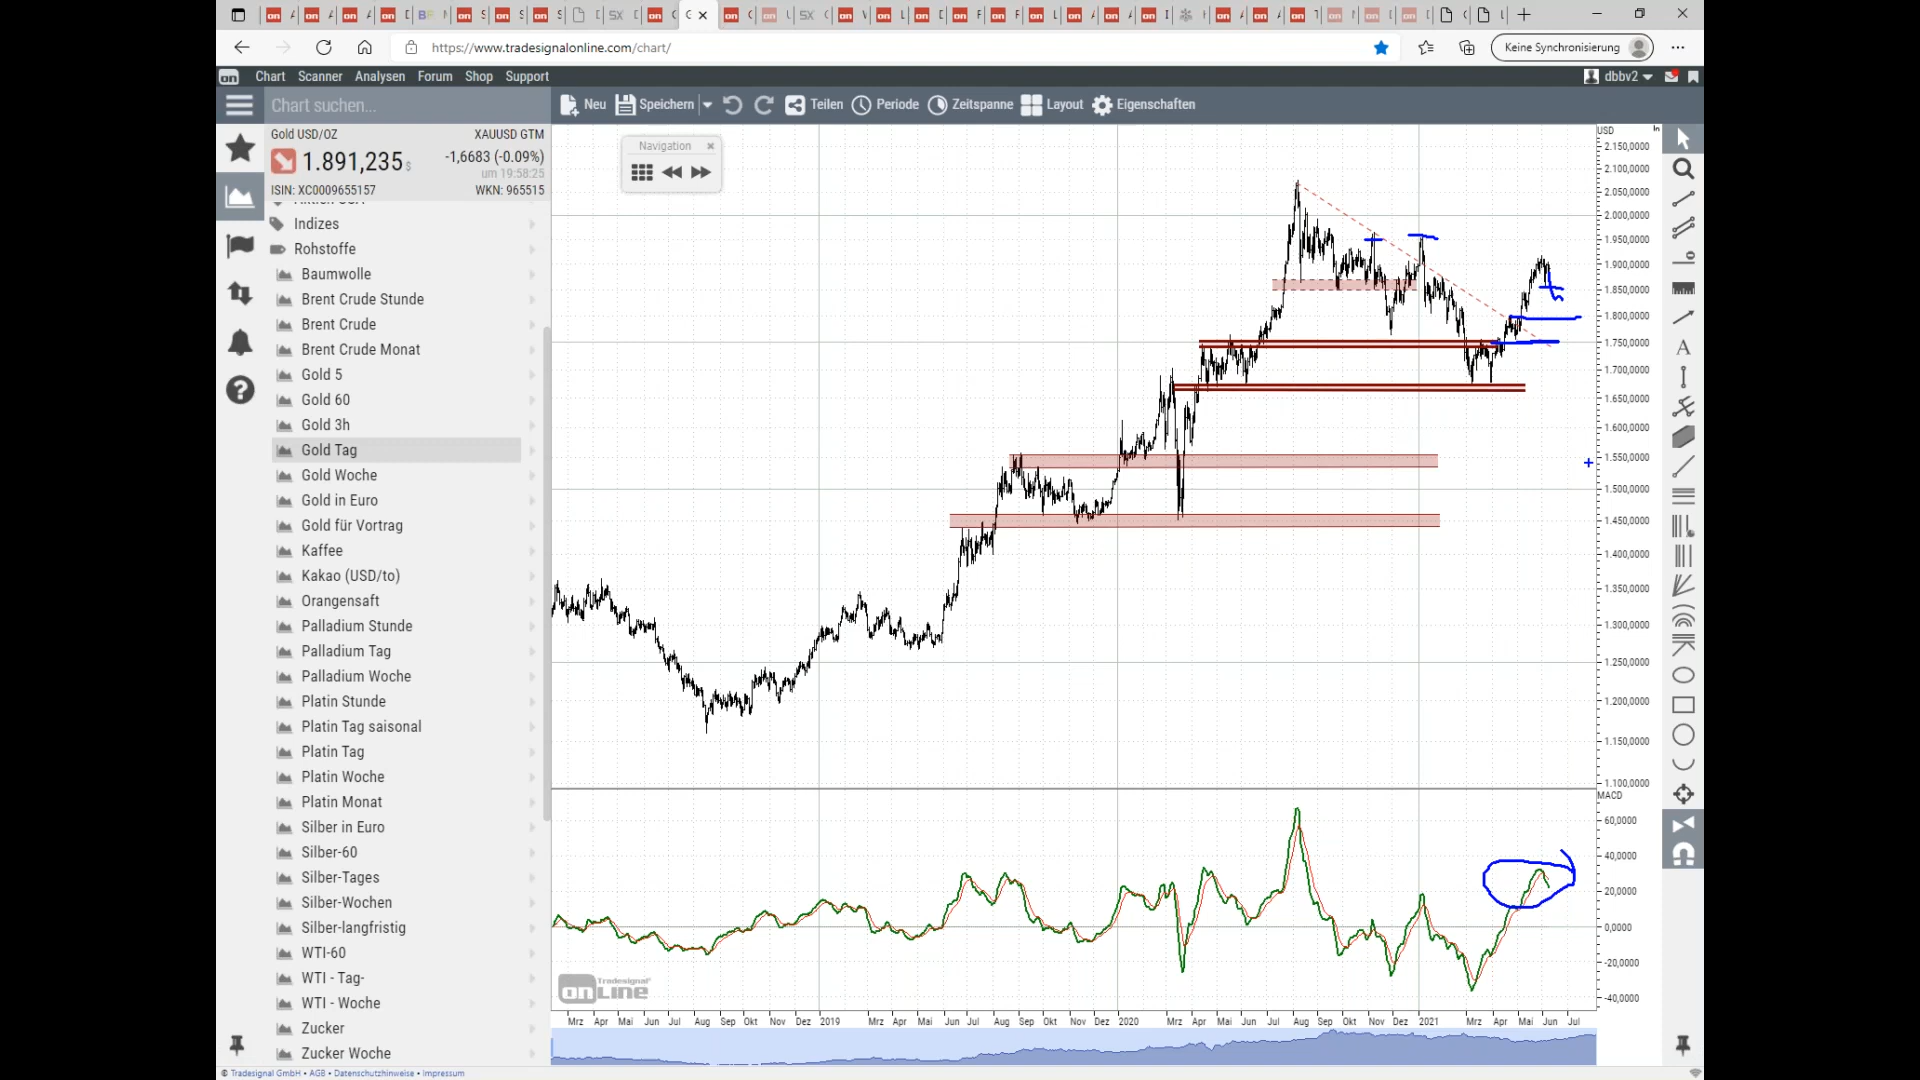 https://www.tradesignalonline.com/chart/
Keine Synchronisierung
on Chart Scanner Analysen Forum Shop Support
dbbv2
Chart suchen...
Neu Speichern Teilen Periode Zeitspanne Layout Eigenschaften
Gold USD/OZ XAUUSD GTM
1.891,235 $ -1,6683 (-0.09%)
um 19:58:25
ISIN: XC0009655157 WKN: 965515
Indizes
Rohstoffe
Baumwolle
Brent Crude Stunde
Brent Crude
Brent Crude Monat
Gold 5
Gold 60
Gold 3h
Gold Tag
Gold Woche
Gold in Euro
Gold für Vortrag
Kaffee
Kakao (USD/to)
Orangensaft
Palladium Stunde
Palladium Tag
Palladium Woche
Platin Stunde
Platin Tag saisonal
Platin Tag
Platin Woche
Platin Monat
Silber in Euro
Silber-60
Silber-Tages
Silber-Wochen
Silber-langfristig
WTI-60
WTI - Tag-
WTI - Woche
Zucker
Zucker Woche
© Tradesignal GmbH • AGB • Datenschutzhinweise • Impressum
Navigation
USD ln
2.150,0000
2.100,0000
2.050,0000
2.000,0000
1.950,0000
1.900,0000
1.850,0000
1.800,0000
1.750,0000
1.700,0000
1.650,0000
1.600,0000
1.550,0000
1.500,0000
1.450,0000
1.400,0000
1.350,0000
1.300,0000
1.250,0000
1.200,0000
1.150,0000
1.100,0000
MACD
60,0000
40,0000
20,0000
0,0000
-20,0000
-40,0000
Tradesignal
on LINE
Mrz Apr Mai Jun Jul Aug Sep Okt Nov Dez 2019 Mrz Apr Mai Jun Jul Aug Sep Okt Nov Dez 2020 Mrz Apr Mai Jun Jul Aug Sep Okt Nov Dez 2021 Mrz Apr Mai Jun Jul